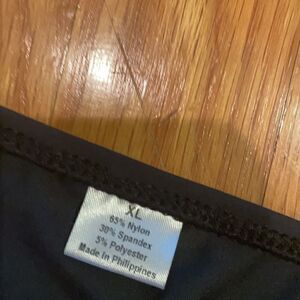 XL
65% Nylon
30% Spandex
5% Polyester
Made in Philippines